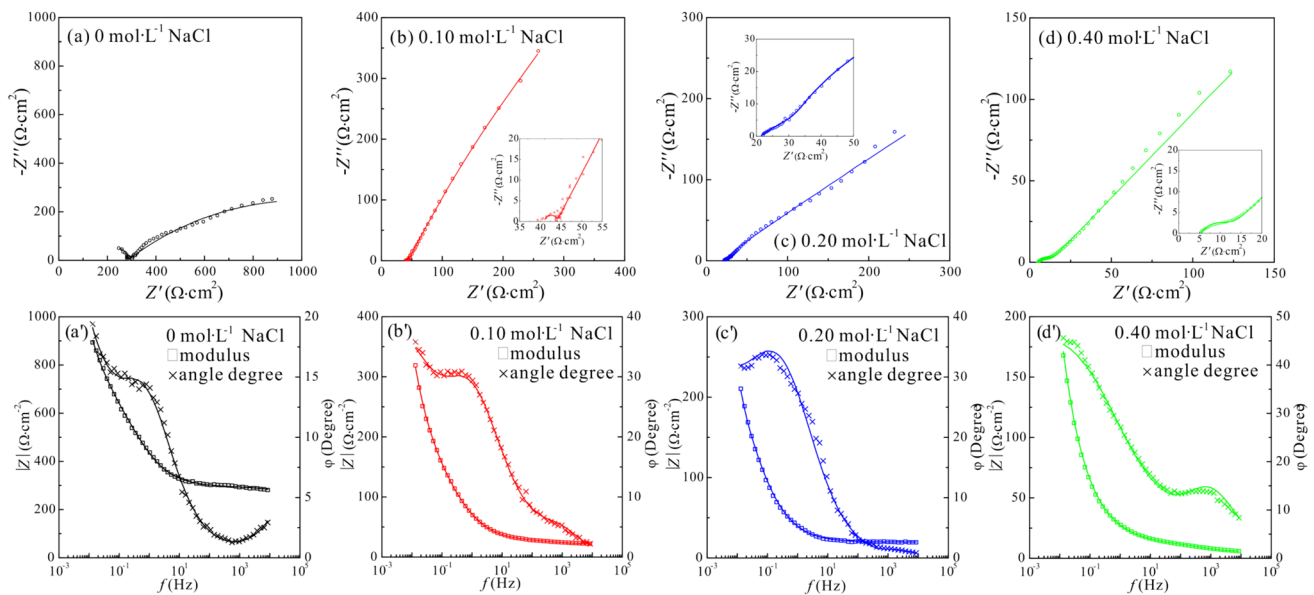 (a) 0 mol·L⁻¹ NaCl
1000
800
600
400
200
0
-Z''(Ω·cm²)
0 200 400 600 800 1000
Z'(Ω·cm²)
(b) 0.10 mol·L⁻¹ NaCl
400
300
200
100
0
-Z''(Ω·cm²)
0 100 200 300 400
Z'(Ω·cm²)
20
15
10
5
0
-Z''(Ω·cm²)
35 40 45 50 55
Z'(Ω·cm²)
(c) 0.20 mol·L⁻¹ NaCl
300
200
100
0
-Z''(Ω·cm²)
0 100 200 300
Z'(Ω·cm²)
30
20
10
0
-Z''(Ω·cm²)
20 30 40 50
Z'(Ω·cm²)
(d) 0.40 mol·L⁻¹ NaCl
150
100
50
0
-Z''(Ω·cm²)
0 25 50 75 100 125 150
Z'(Ω·cm²)
20
15
10
5
0
-Z''(Ω·cm²)
0 5 10 15 20
Z'(Ω·cm²)
(a') 0 mol·L⁻¹ NaCl
modulus
×angle degree
1000
800
600
400
200
0
|Z|(Ω·cm⁻²)
20
15
10
5
0
φ (Degree)
10⁻³ 10⁻¹ 10¹ 10³ 10⁵
f(Hz)
(b') 0.10 mol·L⁻¹ NaCl
modulus
×angle degree
400
300
200
100
0
|Z|(Ω·cm⁻²)
40
30
20
10
0
φ (Degree)
10⁻³ 10⁻¹ 10¹ 10³ 10⁵
f(Hz)
(c') 0.20 mol·L⁻¹ NaCl
modulus
×angle degree
300
200
100
0
|Z|(Ω·cm⁻²)
40
30
20
10
0
φ (Degree)
10⁻³ 10⁻¹ 10¹ 10³ 10⁵
f(Hz)
(d') 0.40 mol·L⁻¹ NaCl
modulus
×angle degree
200
150
100
50
0
|Z|(Ω·cm⁻²)
50
40
30
20
10
0
φ (Degree)
10⁻³ 10⁻¹ 10¹ 10³ 10⁵
f(Hz)